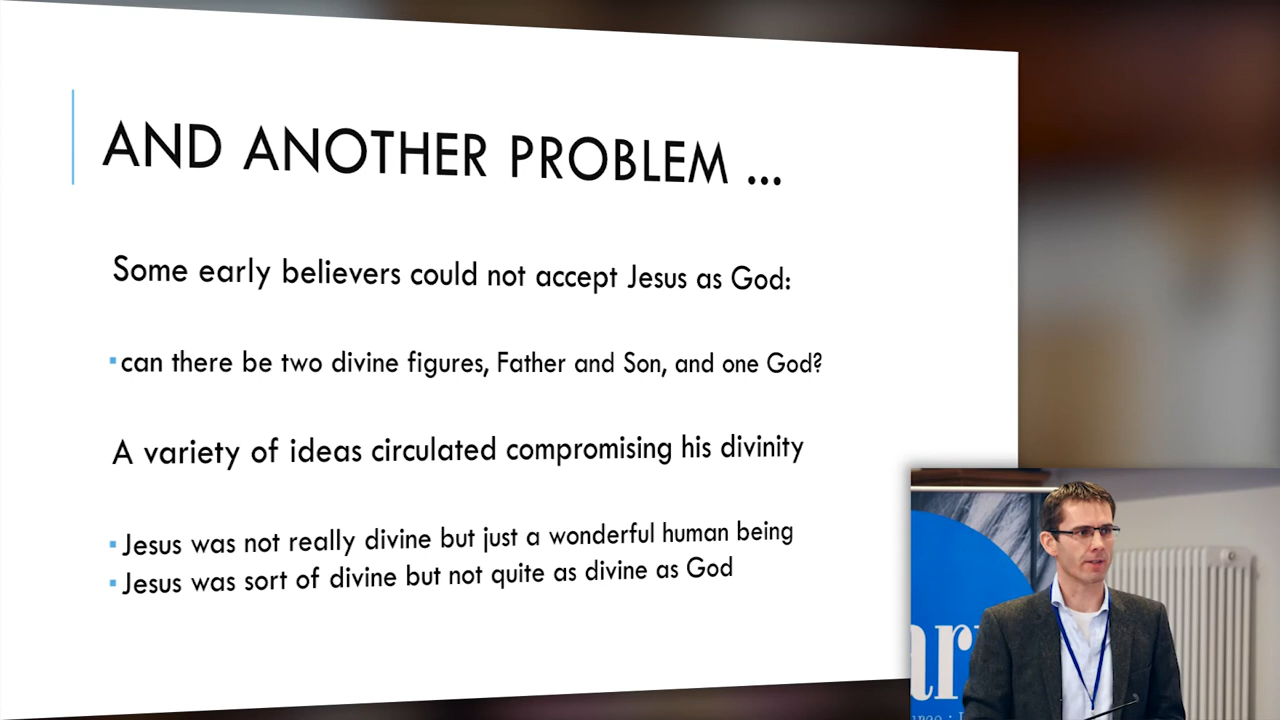 AND ANOTHER PROBLEM ...
Some early believers could not accept Jesus as God:
▪ can there be two divine figures, Father and Son, and one God?
A variety of ideas circulated compromising his divinity
▪ Jesus was not really divine but just a wonderful human being
▪ Jesus was sort of divine but not quite as divine as God